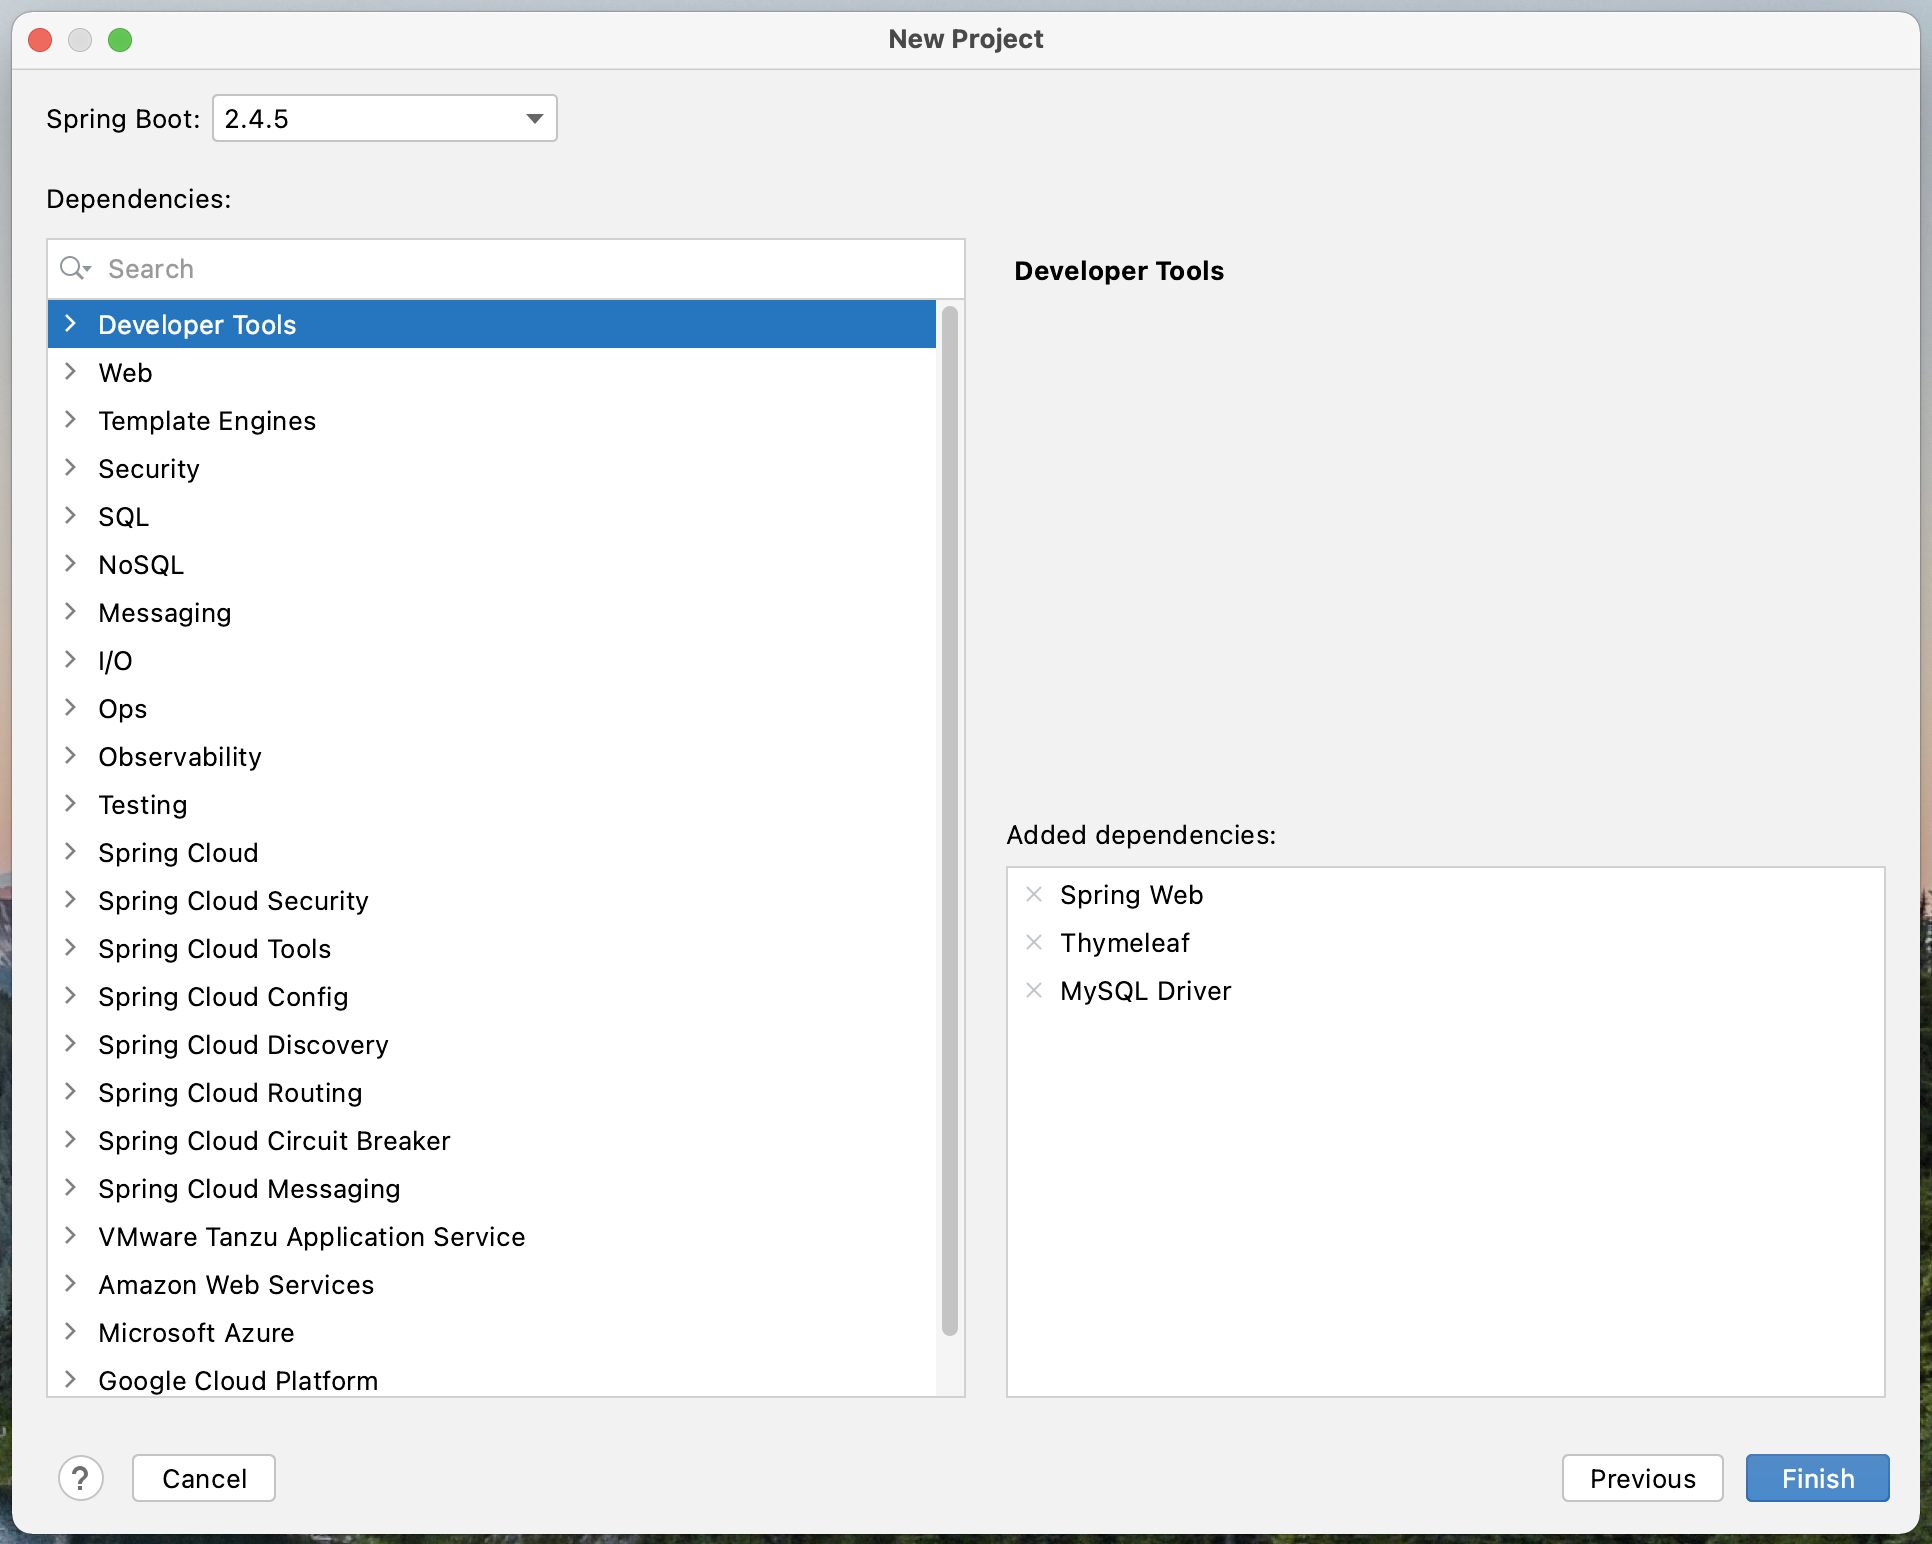 New Project
Spring Boot: 2.4.5
Dependencies:
Search
Developer Tools
Web
Template Engines
Security
SQL
NoSQL
Messaging
I/O
Ops
Observability
Testing
Spring Cloud
Spring Cloud Security
Spring Cloud Tools
Spring Cloud Config
Spring Cloud Discovery
Spring Cloud Routing
Spring Cloud Circuit Breaker
Spring Cloud Messaging
VMware Tanzu Application Service
Amazon Web Services
Microsoft Azure
Google Cloud Platform
Developer Tools
Added dependencies:
Spring Web
Thymeleaf
MySQL Driver
?
Cancel
Previous
Finish